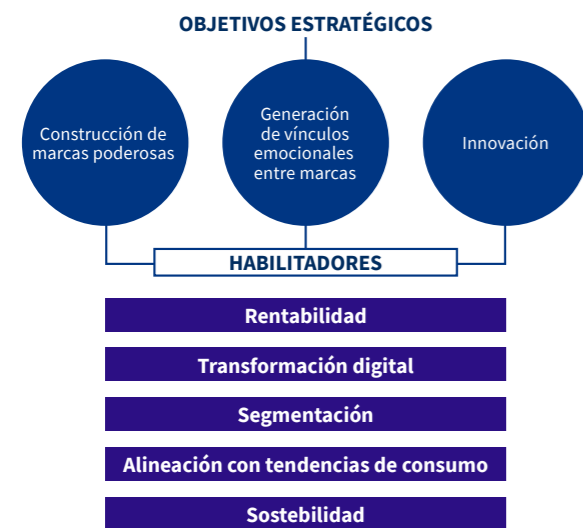 OBJETIVOS ESTRATÉGICOS
Construcción de
marcas poderosas
Generación
de vínculos
emocionales
entre marcas
Innovación
HABILITADORES
Rentabilidad
Transformación digital
Segmentación
Alineación con tendencias de consumo
Sostebilidad